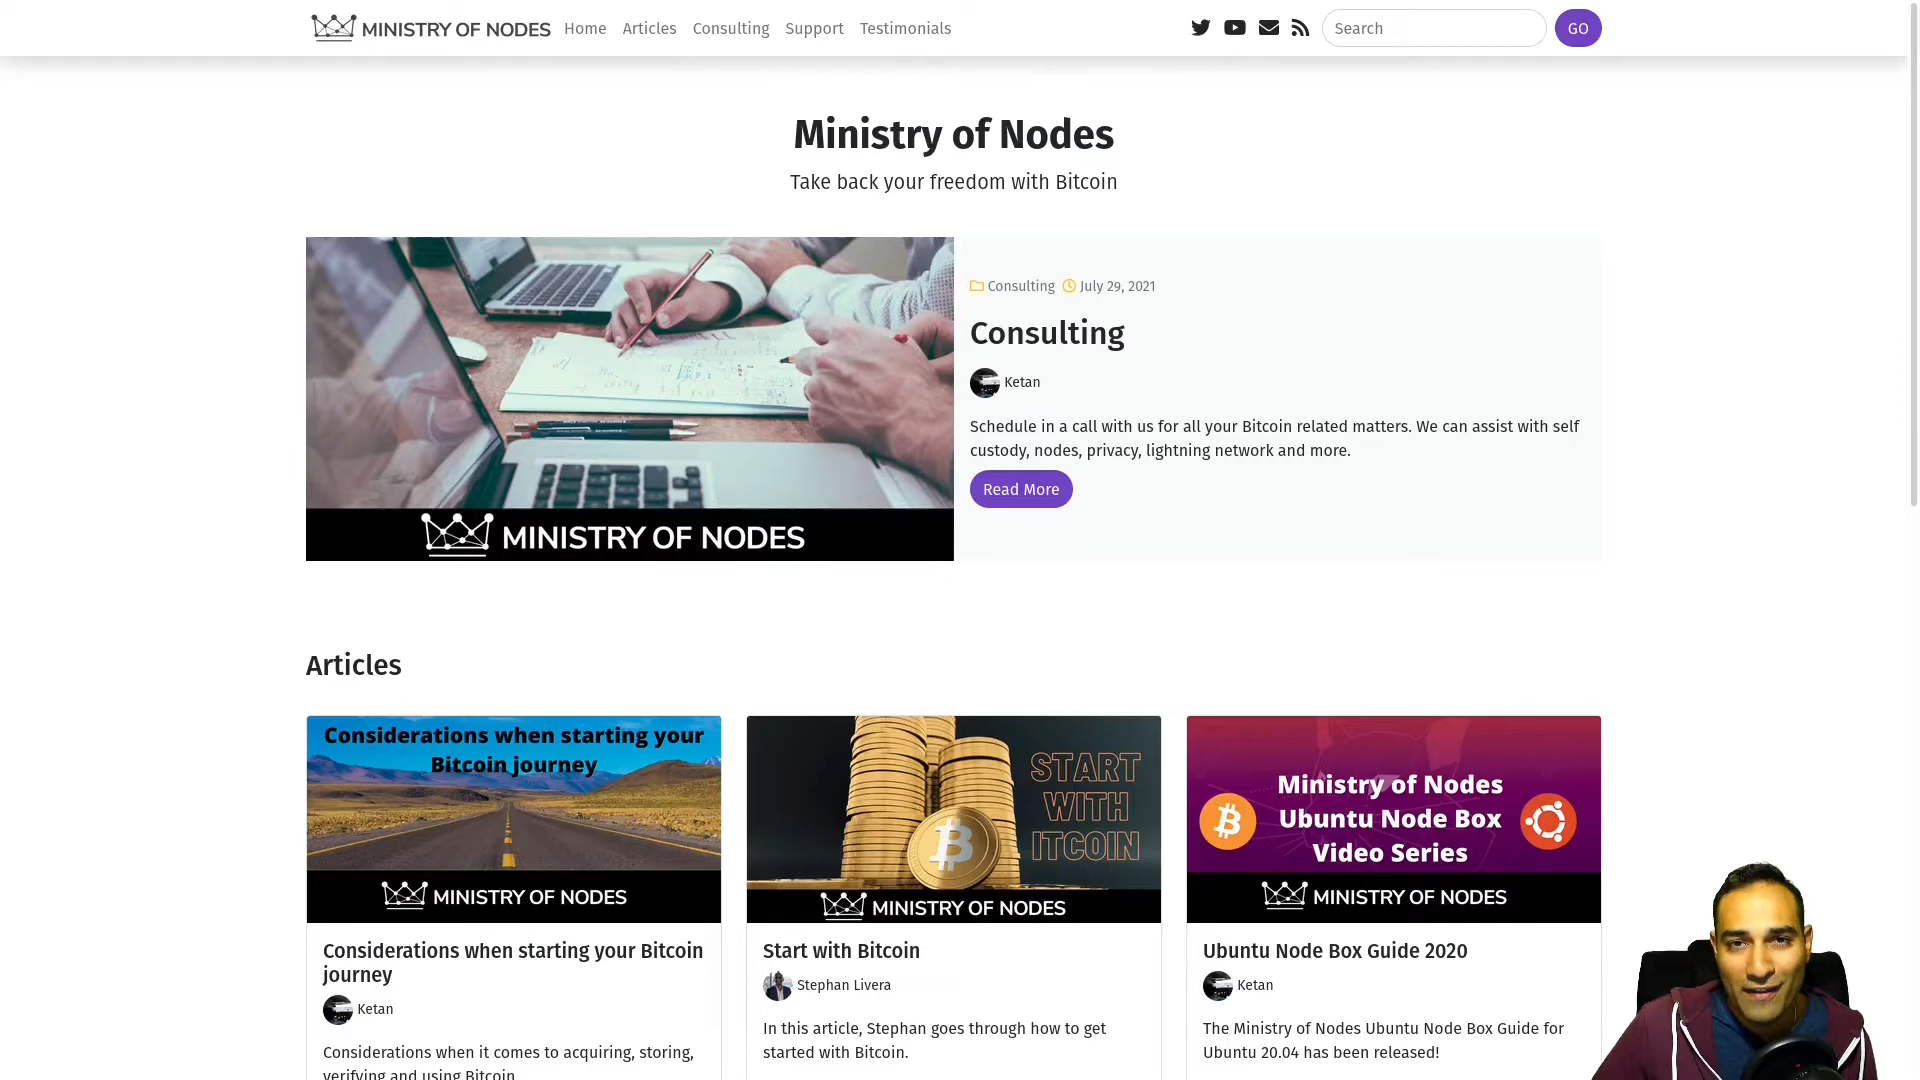 MINISTRY OF NODES Home Articles Consulting Support Testimonials Search GO
Ministry of Nodes
Take back your freedom with Bitcoin
MINISTRY OF NODES
Consulting July 29, 2021
Consulting
Ketan
Schedule in a call with us for all your Bitcoin related matters. We can assist with self
custody, nodes, privacy, lightning network and more.
Read More
Articles
Considerations when starting your
Bitcoin journey
MINISTRY OF NODES
Considerations when starting your Bitcoin
journey
Ketan
Considerations when it comes to acquiring, storing,
verifying and using Bitcoin
START
WITH
ITCOIN
MINISTRY OF NODES
Start with Bitcoin
Stephan Livera
In this article, Stephan goes through how to get
started with Bitcoin.
Ministry of Nodes
Ubuntu Node Box
Video Series
MINISTRY OF NODES
Ubuntu Node Box Guide 2020
Ketan
The Ministry of Nodes Ubuntu Node Box Guide for
Ubuntu 20.04 has been released!